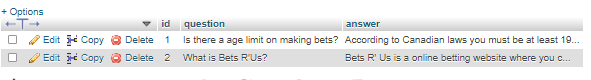 + Options
←T→ id question answer
Edit Copy Delete 1 Is there a age limit on making bets? According to Canadian laws you must be at least 19...
Edit Copy Delete 2 What is Bets R'Us? Bets R' Us is a online betting website where you c...